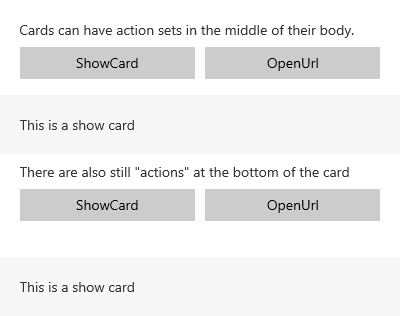 Cards can have action sets in the middle of their body.
ShowCard OpenUrl
This is a show card
There are also still "actions" at the bottom of the card
ShowCard OpenUrl
This is a show card